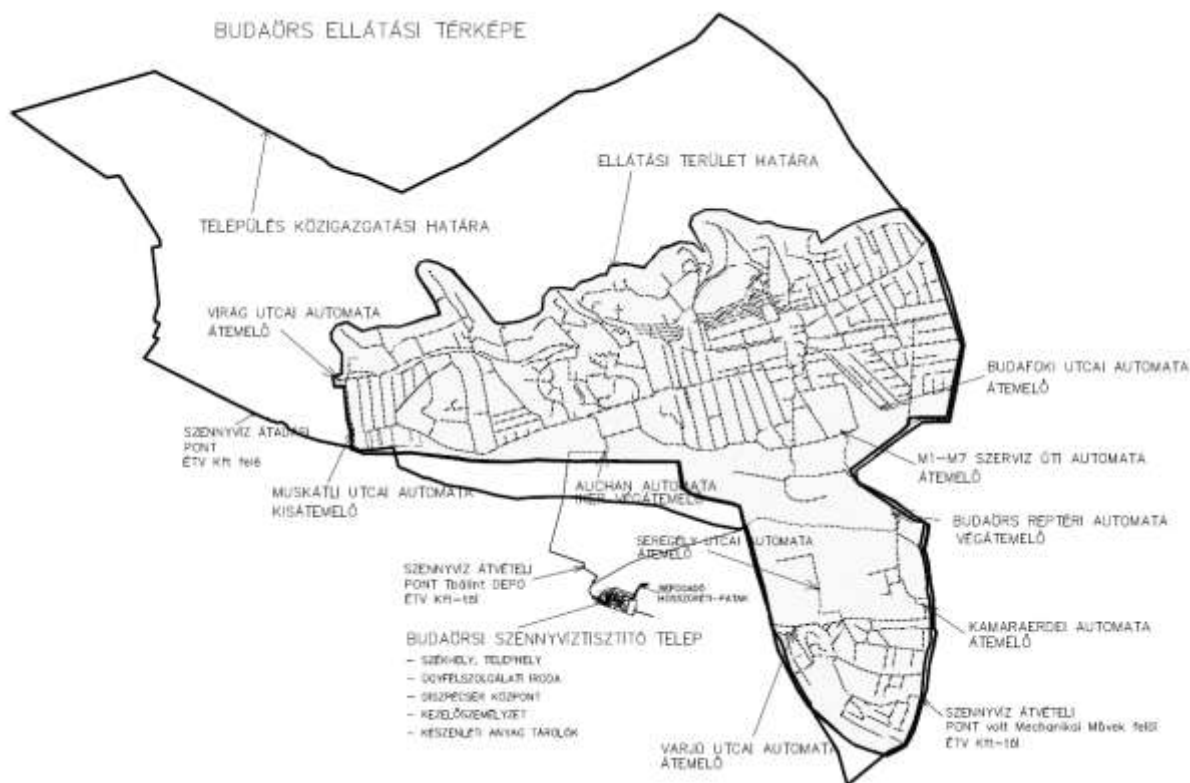 BUDAÖRS ELLÁTÁSI TÉRKÉPE
ELLÁTÁSI TERÜLET HATÁRA
TELEPÜLÉS KÖZIGAZGATÁSI HATÁRA
VIRÁG UTCAI AUTOMATA
ÁTEMELŐ
BUDAFOKI UTCAI AUTOMATA
ÁTEMELŐ
SZENNYVÍZ ÁTADÁSI
PONT
ÉTV Kft felé
M1-M7 SZERVIZ ÚTI AUTOMATA
ÁTEMELŐ
MUSKÁTLI UTCAI AUTOMATA
KISÁTEMELŐ
AUCHAN AUTOMATA
IKER VÉGÁTEMELŐ
BUDAÖRS REPTÉRI AUTOMATA
VÉGÁTEMELŐ
SEREGÉLY UTCAI AUTOMATA
ÁTEMELŐ
SZENNYVÍZ ÁTVÉTELI
PONT Tbálint DEPO
ÉTV Kft-től
BEFOGADÓ
HOSSZÚRÉTI-PATAK
KAMARAERDEI AUTOMATA
ÁTEMELŐ
BUDAÖRSI SZENNYVÍZTISZTÍTÓ TELEP
- SZÉKHELY, TELEPHELY
- ÜGYFÉLSZOLGÁLATI IRODA
- DISZPÉCSER KÖZPONT
- KEZELŐSZEMÉLYZET
- KÉSZENLÉTI ANYAG TÁROLÓK
SZENNYVÍZ ÁTVÉTELI
PONT volt Mechanikai Művek felől
ÉTV Kft-től
VARJÚ UTCAI AUTOMATA
ÁTEMELŐ